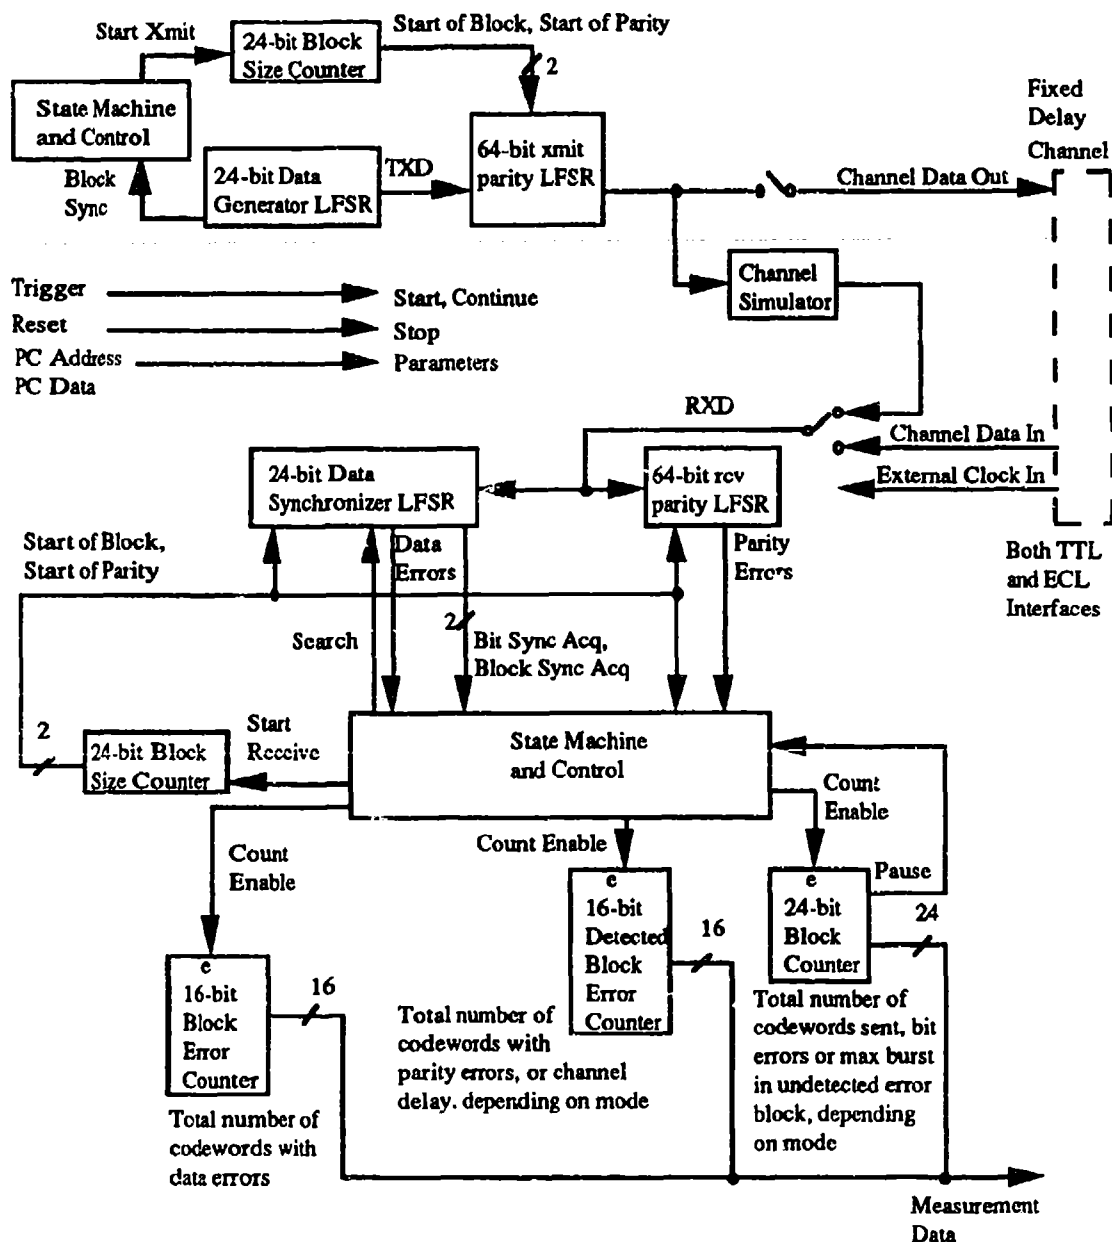 Start Xmit
24-bit Block
Size Counter
Start of Block, Start of Parity
2
State Machine
and Control
Block
Sync
24-bit Data
Generator LFSR
TXD
64-bit xmit
parity LFSR
Channel Data Out
Fixed
Delay
Channel
Channel
Simulator
Trigger
Start, Continue
Reset
Stop
PC Address
PC Data
Parameters
RXD
Channel Data In
External Clock In
24-bit Data
Synchronizer LFSR
64-bit rcv
parity LFSR
Both TTL
and ECL
Interfaces
Start of Block,
Start of Parity
Data
Errors
Parity
Errors
Search
2
Bit Sync Acq,
Block Sync Acq
2
24-bit Block
Size Counter
Start
Receive
State Machine
and Control
Count
Enable
Count Enable
Count
Enable
Pause
e
16-bit
Block
Error
Counter
16
Total number of
codewords with
data errors
e
16-bit
Detected
Block
Error
Counter
16
Total number of
codewords with
parity errors, or channel
delay. depending on mode
e
24-bit
Block
Counter
24
Total number of
codewords sent, bit
errors or max burst
in undetected error
block, depending
on mode
Measurement
Data